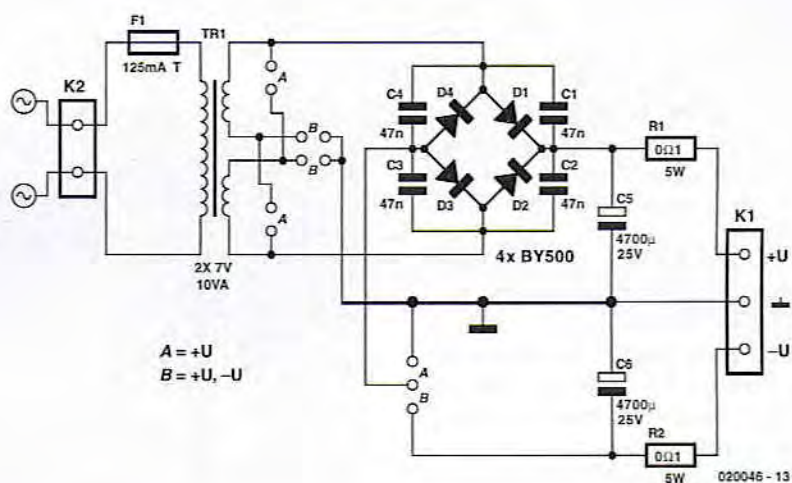 F1
125mA T
TR1
K2
A
B
B
A
2X 7V
10VA
C4
47n
C3
47n
D4
D1
D3
D2
C1
47n
C2
47n
4x BY500
R1
0Ω1
5W
C5
4700µ
25V
K1
+U
⏚
−U
A
B
C6
4700µ
25V
R2
0Ω1
5W
A = +U
B = +U, −U
020046 - 13